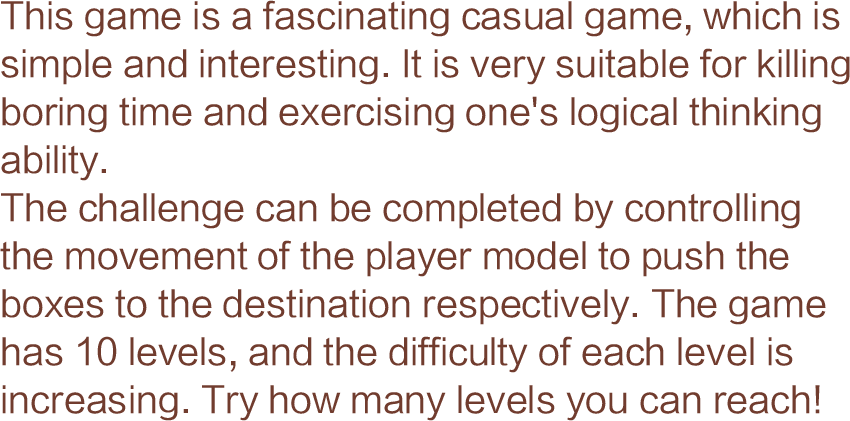 This game is a fascinating casual game, which is
simple and interesting. It is very suitable for killing
boring time and exercising one's logical thinking
ability.
The challenge can be completed by controlling
the movement of the player model to push the
boxes to the destination respectively. The game
has 10 levels, and the difficulty of each level is
increasing. Try how many levels you can reach!